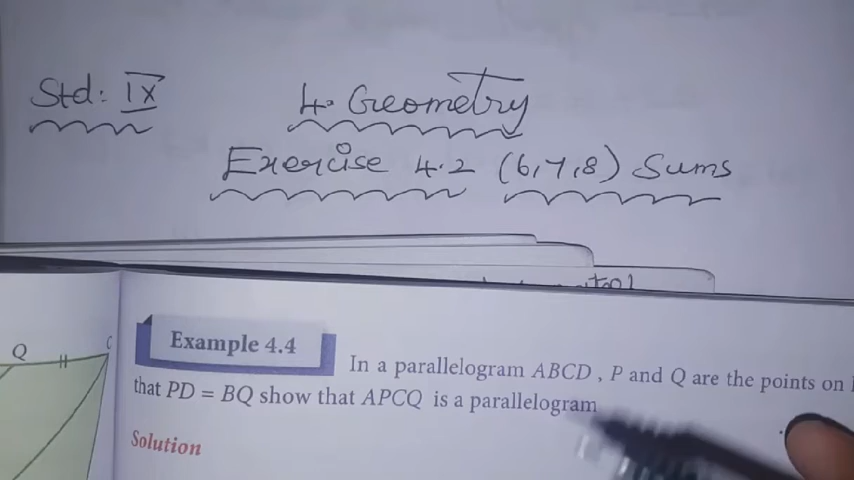 Std: IX
4. Geometry
Exercise 4.2 (6,7,8) Sums
Q
Example 4.4
In a parallelogram ABCD , P and Q are the points on
that PD = BQ show that APCQ is a parallelogram
Solution